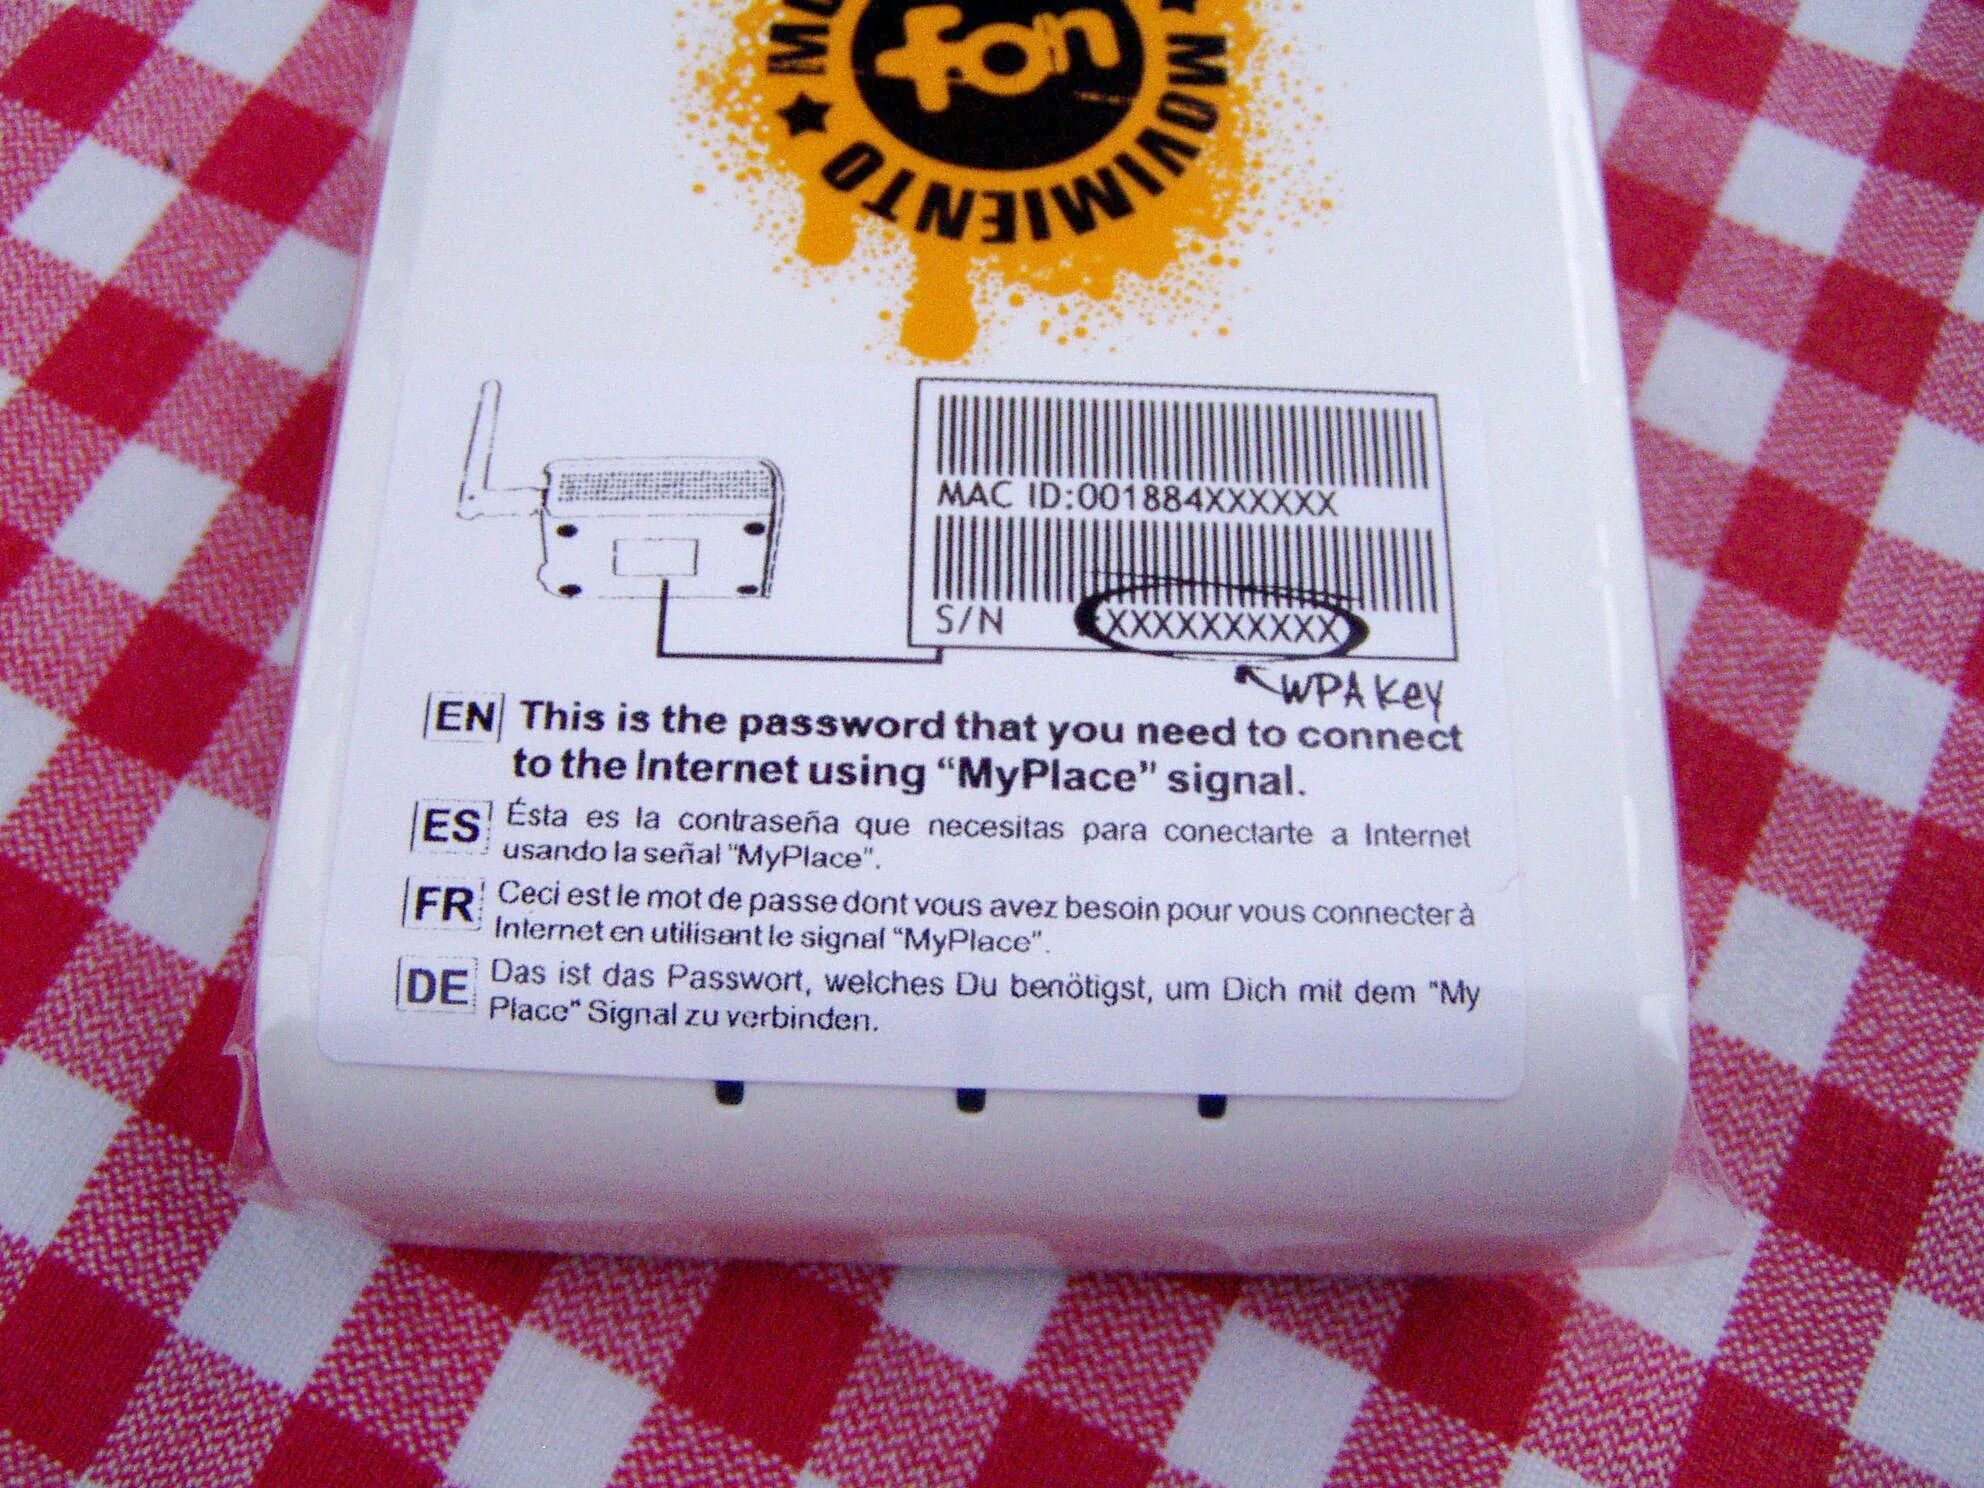 fon
MOVIMIENTO ★ MOVIMIENTO ★
MAC ID:001884XXXXXX
S/N XXXXXXXXXX
WPA Key
EN This is the password that you need to connect
to the Internet using “MyPlace” signal.
ES Ésta es la contraseña que necesitas para conectarte a Internet
usando la señal "MyPlace".
FR Ceci est le mot de passe dont vous avez besoin pour vous connecter à
Internet en utilisant le signal “MyPlace”.
DE Das ist das Passwort, welches Du benötigst, um Dich mit dem "My
Place" Signal zu verbinden.